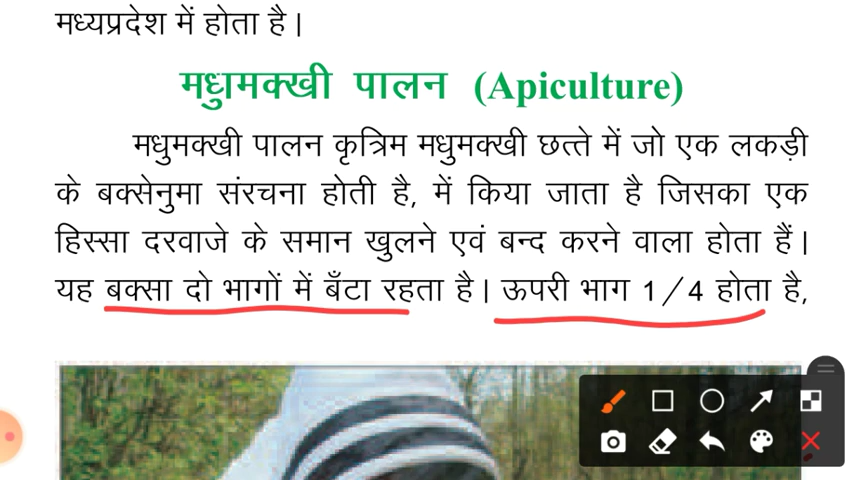 मध्यप्रदेश में होता है।
मधुमक्खी पालन (Apiculture)
मधुमक्खी पालन कृत्रिम मधुमक्खी छत्ते में जो एक लकड़ी
के बक्सेनुमा संरचना होती है, में किया जाता है जिसका एक
हिस्सा दरवाजे के समान खुलने एवं बन्द करने वाला होता हैं।
यह बक्सा दो भागों में बँटा रहता है। ऊपरी भाग 1/4 होता है,